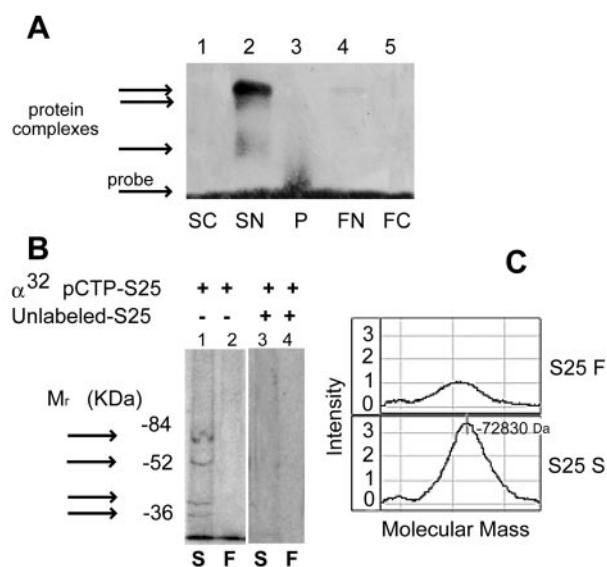 A
1 2 3 4 5
protein
complexes
probe
SC SN P FN FC
B
α32 pCTP-S25 + + + +
Unlabeled-S25 - - + +
1 2 3 4
Mr (KDa)
-84
-52
-36
S F S F
C
3
2
1
0
S25 F
Intensity
3
2
1
0
-72830 Da
S25 S
Molecular Mass